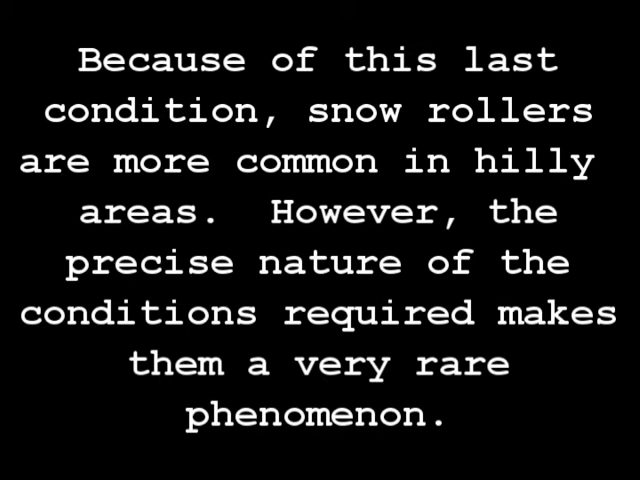 Because of this last
condition, snow rollers
are more common in hilly
areas.  However, the
precise nature of the
conditions required makes
them a very rare
phenomenon.